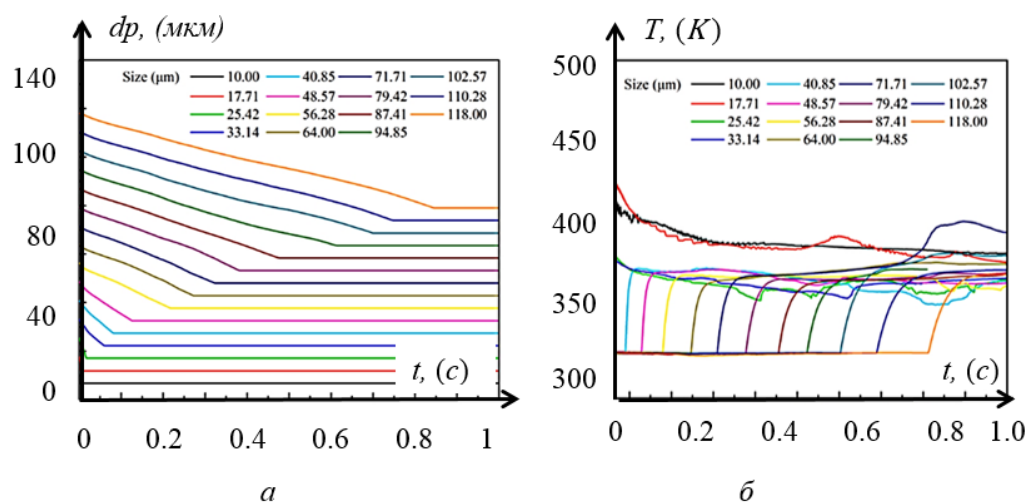 dp, (мкм)
140
100
80
40
0
Size (μm)
10.00 40.85 71.71 102.57
17.71 48.57 79.42 110.28
25.42 56.28 87.41 118.00
33.14 64.00 94.85
t, (c)
0 0.2 0.4 0.6 0.8 1
а
T, (K)
500
450
400
350
300
Size (μm)
10.00 40.85 71.71 102.57
17.71 48.57 79.42 110.28
25.42 56.28 87.41 118.00
33.14 64.00 94.85
t, (c)
0 0.2 0.4 0.6 0.8 1.0
б